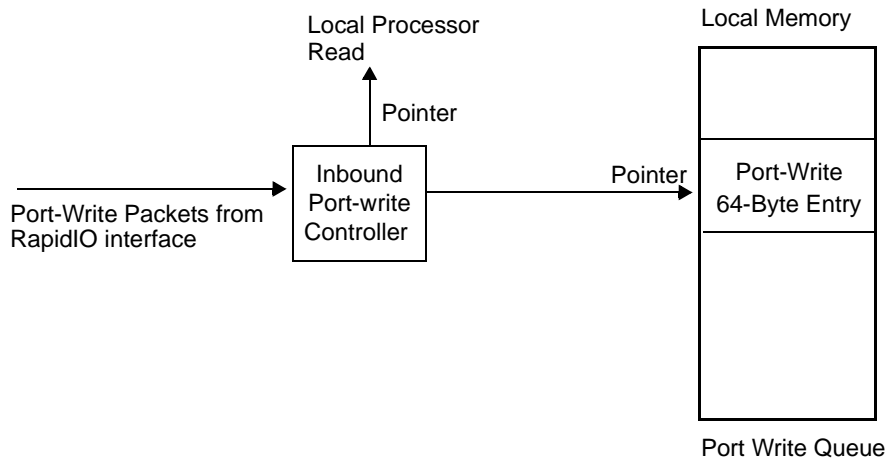 Local Memory
Local Processor
Read
Pointer
Inbound
Port-write
Controller
Pointer
Port-Write
64-Byte Entry
Port-Write Packets from
RapidIO interface
Port Write Queue